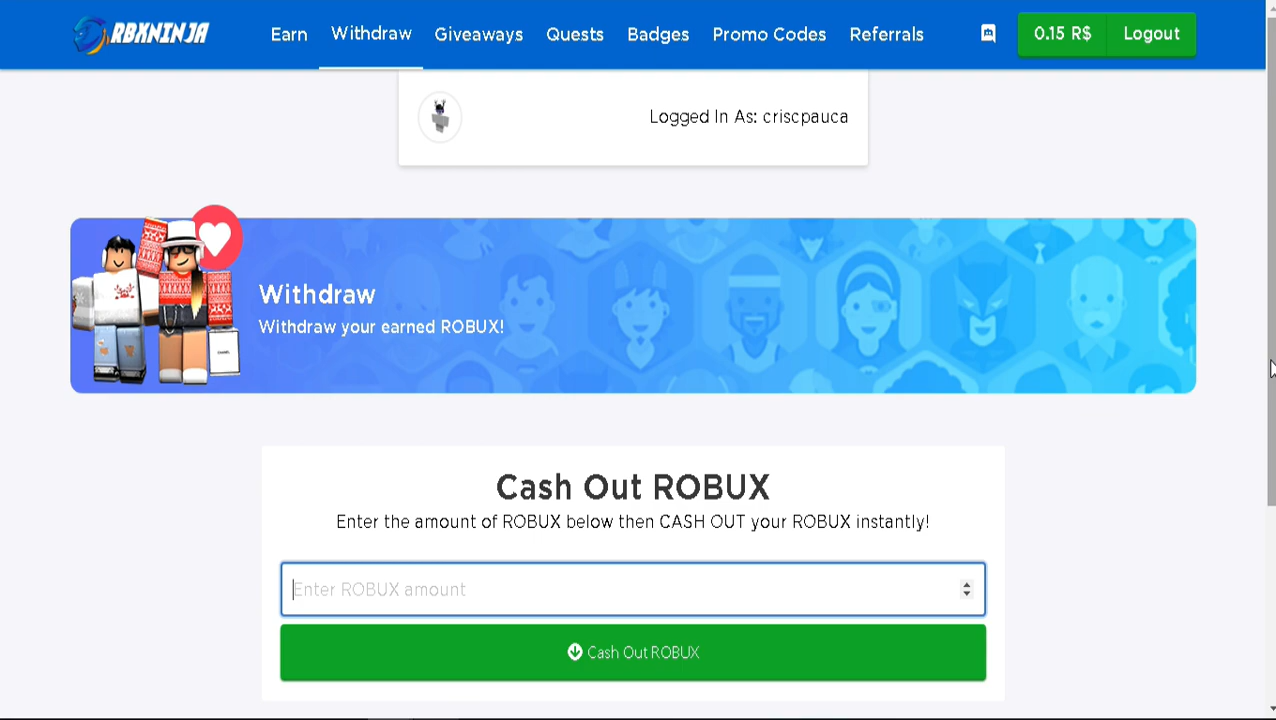 RBXNINJA Earn Withdraw Giveaways Quests Badges Promo Codes Referrals 0.15 R$ Logout
Logged In As: criscpauca
Withdraw
Withdraw your earned ROBUX!
Cash Out ROBUX
Enter the amount of ROBUX below then CASH OUT your ROBUX instantly!
Enter ROBUX amount
Cash Out ROBUX